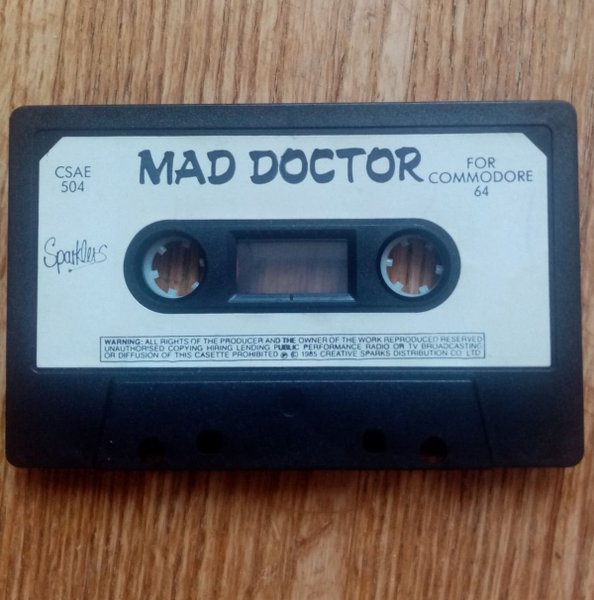 MAD DOCTOR
CSAE
504
FOR
COMMODORE
64
Sparklers
WARNING: ALL RIGHTS OF THE PRODUCER AND THE OWNER OF THE WORK REPRODUCED RESERVED
UNAUTHORISED COPYING HIRING LENDING PUBLIC PERFORMANCE RADIO OR TV BROADCASTING
OR DIFFUSION OF THIS CASETTE PROHIBITED ℗ © 1985 CREATIVE SPARKS DISTRIBUTION CO LTD